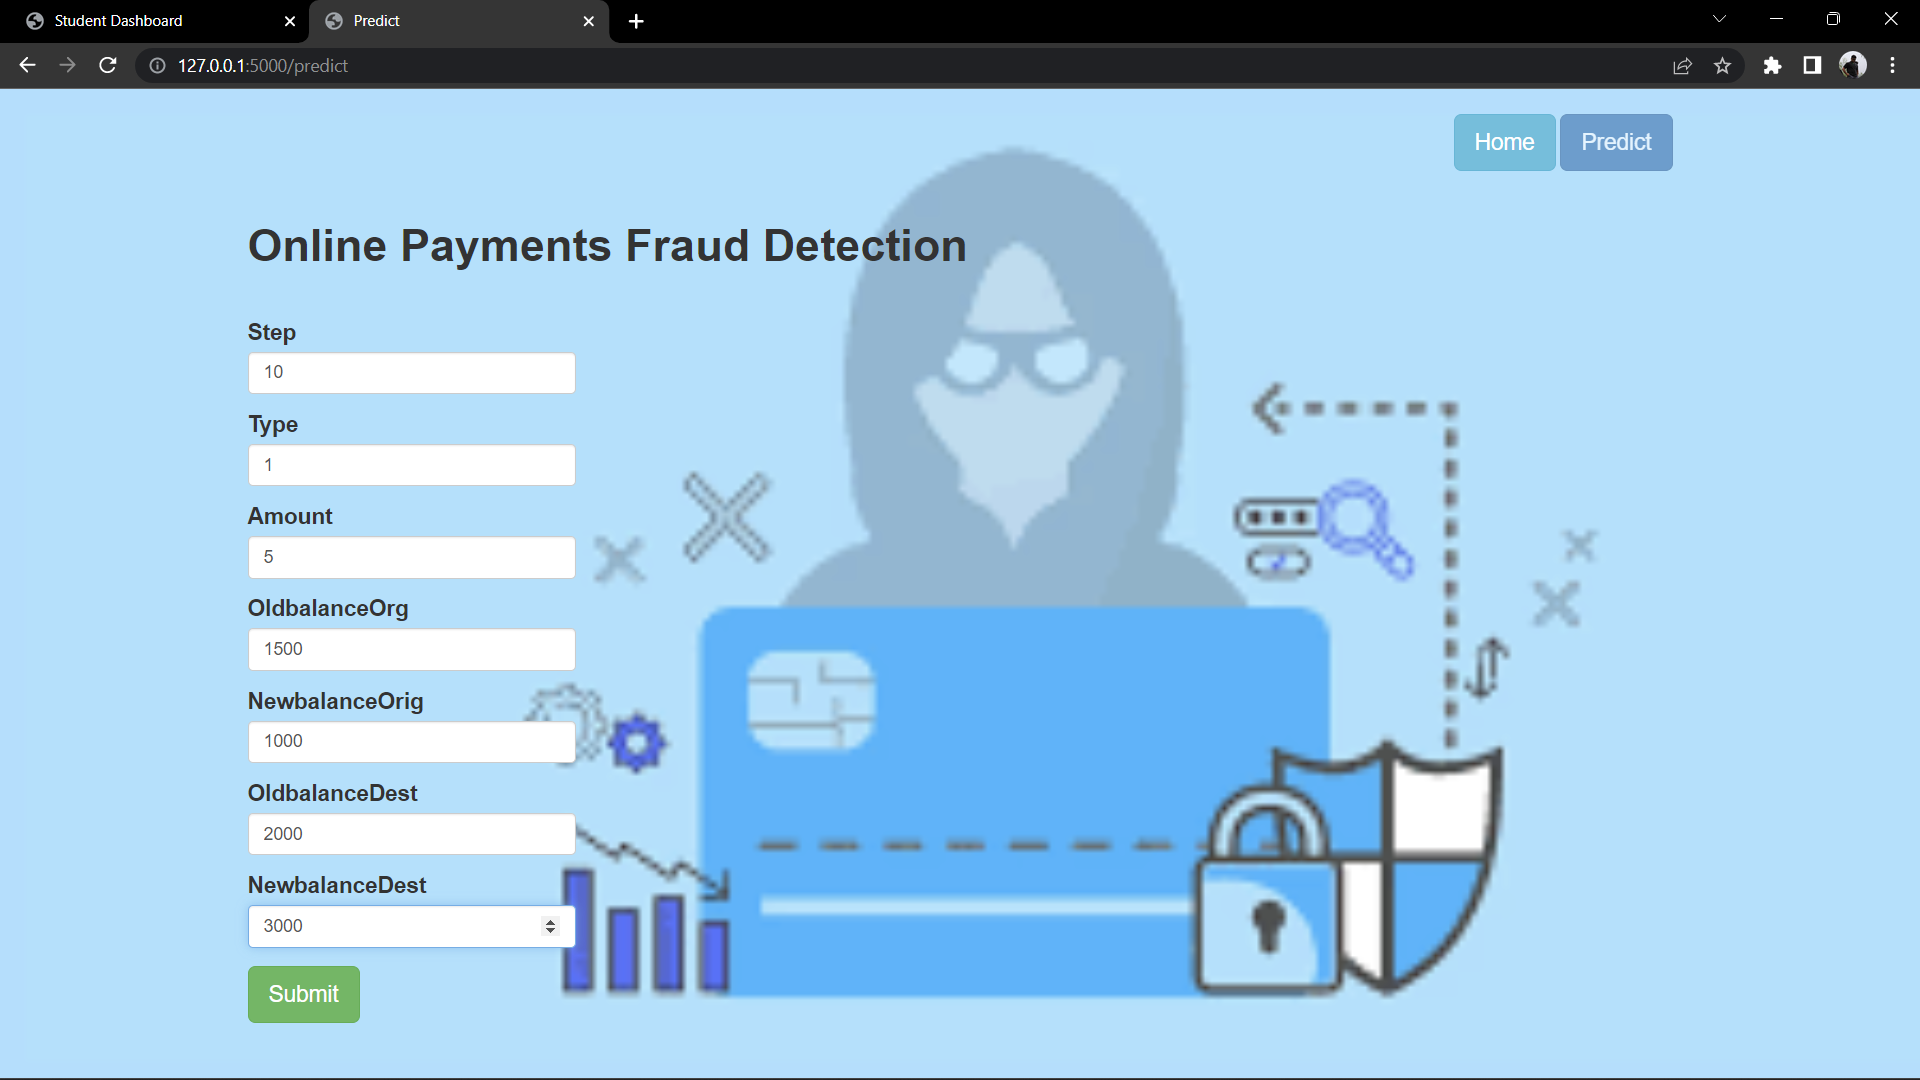 Student Dashboard
Predict
127.0.0.1:5000/predict
Home
Predict
Online Payments Fraud Detection
Step
10
Type
1
Amount
5
OldbalanceOrg
1500
NewbalanceOrig
1000
OldbalanceDest
2000
NewbalanceDest
3000
Submit